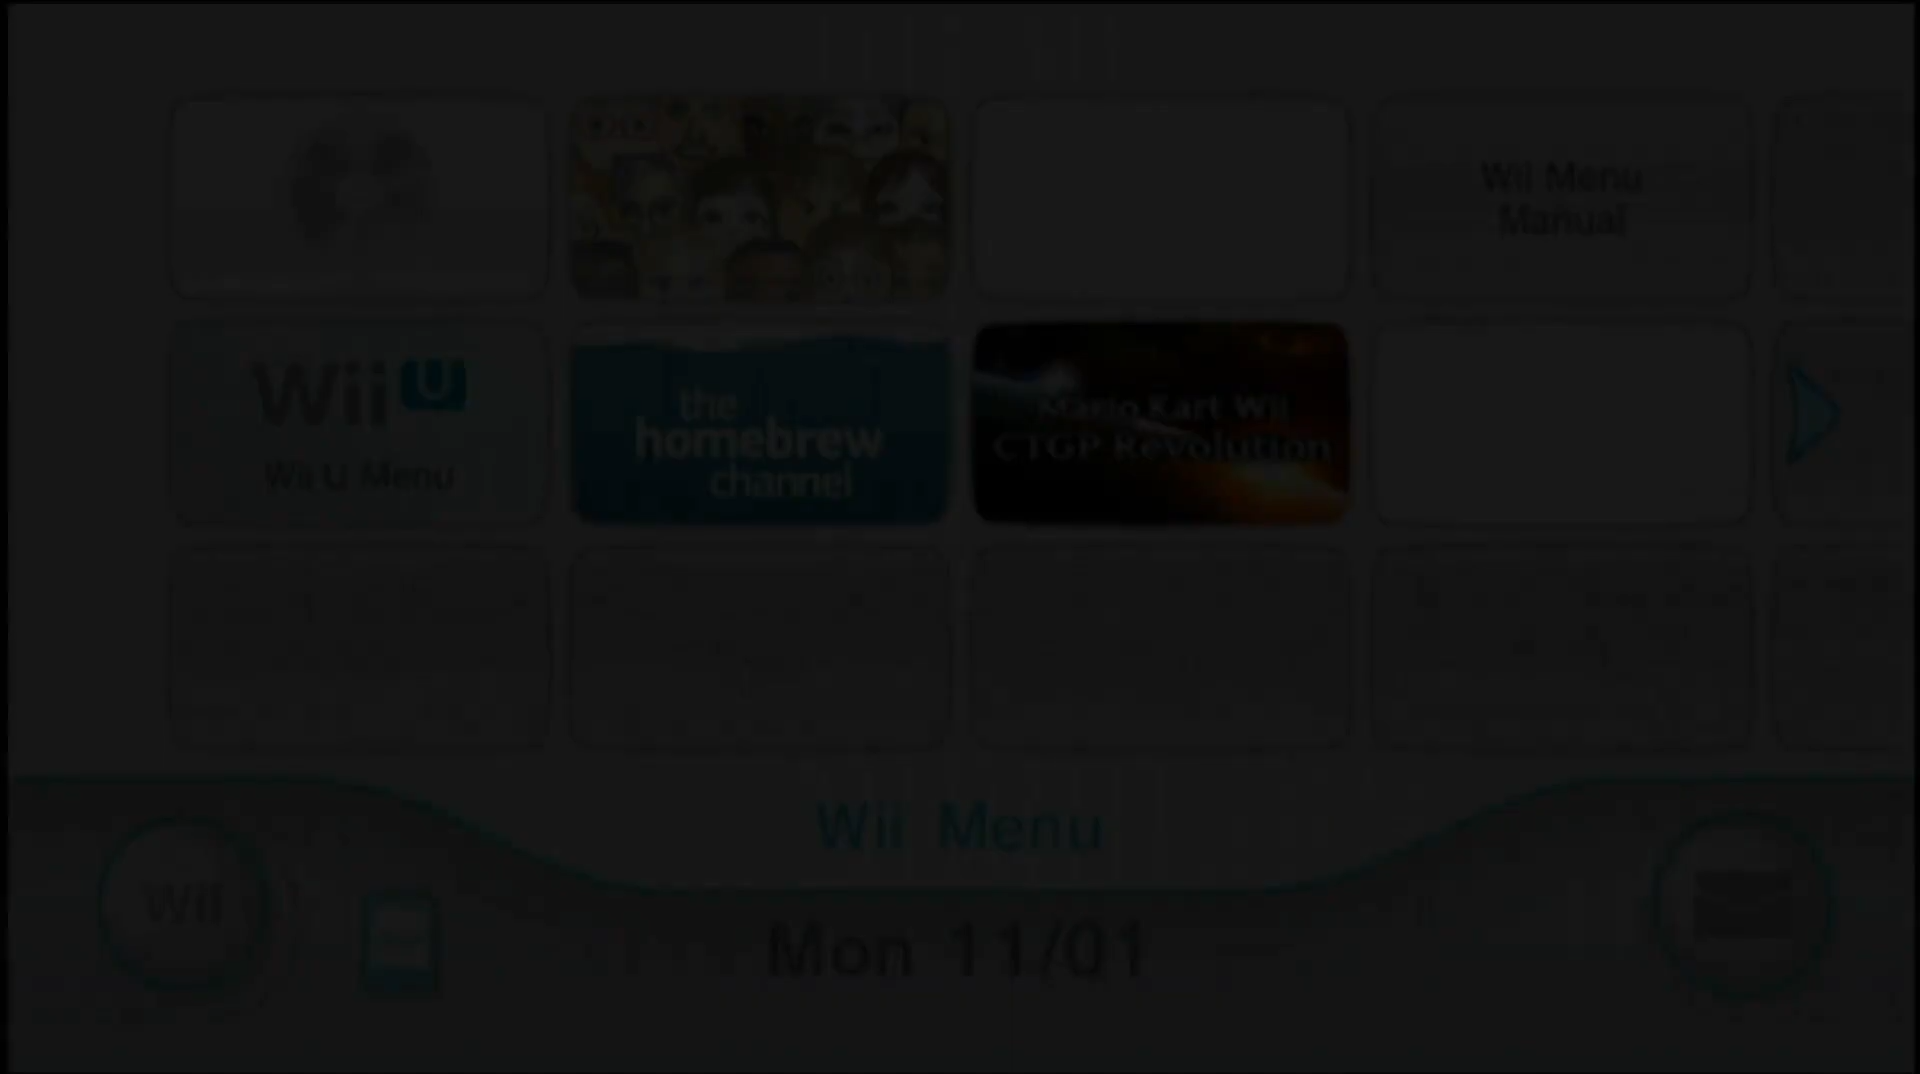 Wii Menu
Manual
Wii U
Wii U Menu
the
homebrew
channel
Mario Kart Wii
CTGP Revolution
Wii Menu
Wii
Mon 11/01